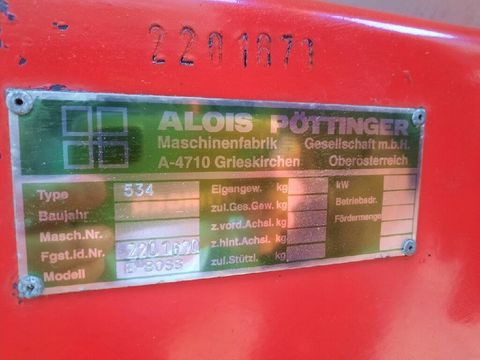 2201671
ALOIS PÖTTINGER
Maschinenfabrik Gesellschaft m.b.H.
A-4710 Grieskirchen Oberösterreich
Type 534 Eigengew. kg kW
Baujahr zul.Ges.Gew. kg Betriebsdr.
Masch.Nr. z.vord.Achsl. kg Fördermenge
Fgst.Id.Nr. z.hint.Achsl. kg
Modell BOSS zul.Stützl. kg